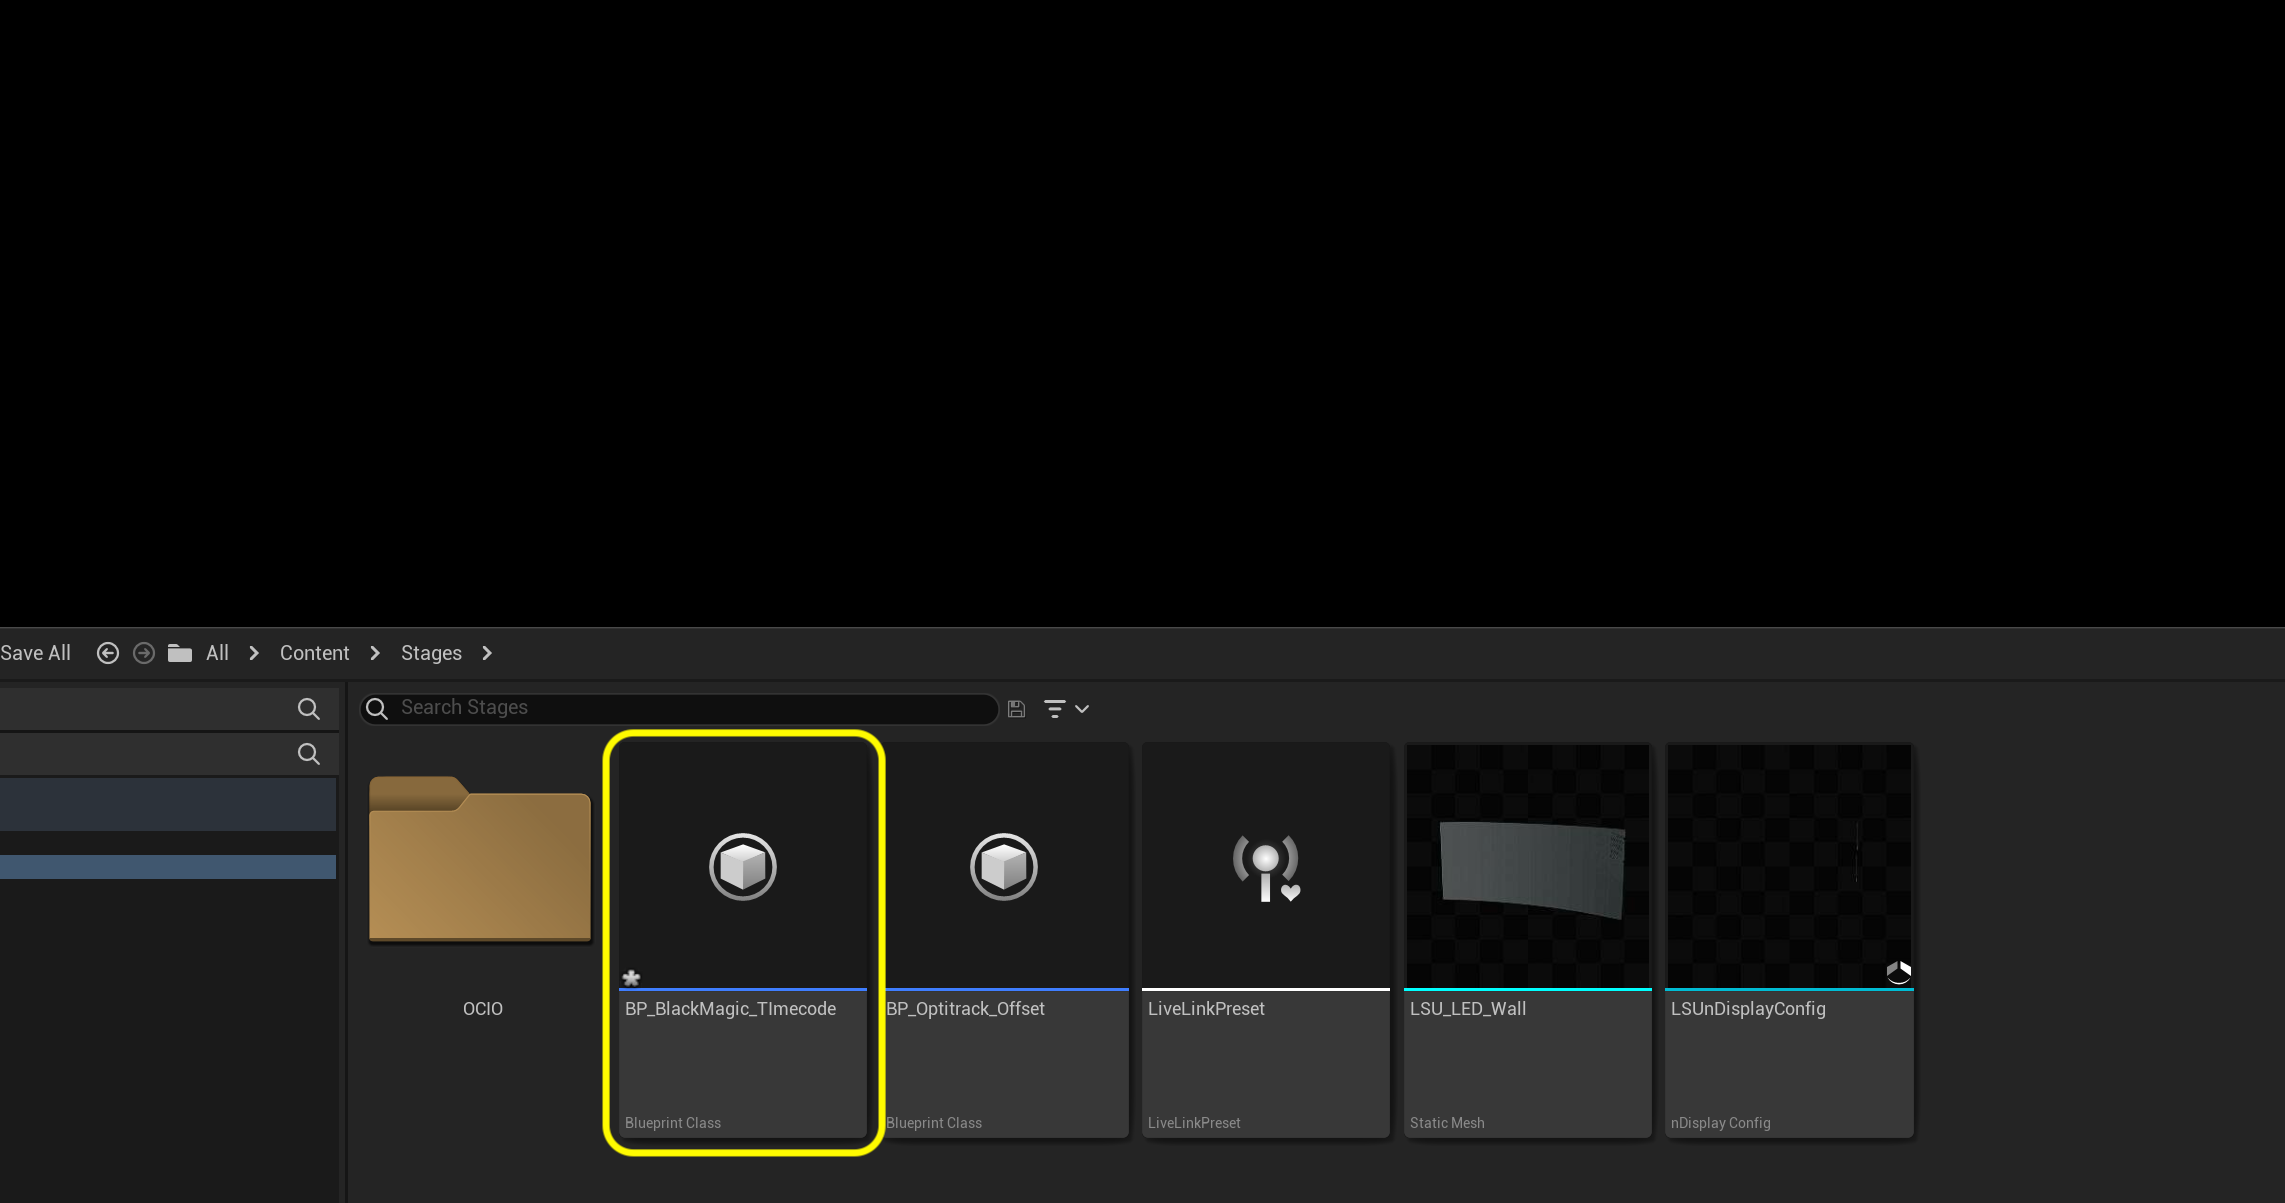 Save All All Content Stages
Search Stages
OCIO
BP_BlackMagic_TImecode
Blueprint Class
BP_Optitrack_Offset
Blueprint Class
LiveLinkPreset
LiveLinkPreset
LSU_LED_Wall
Static Mesh
LSUnDisplayConfig
nDisplay Config